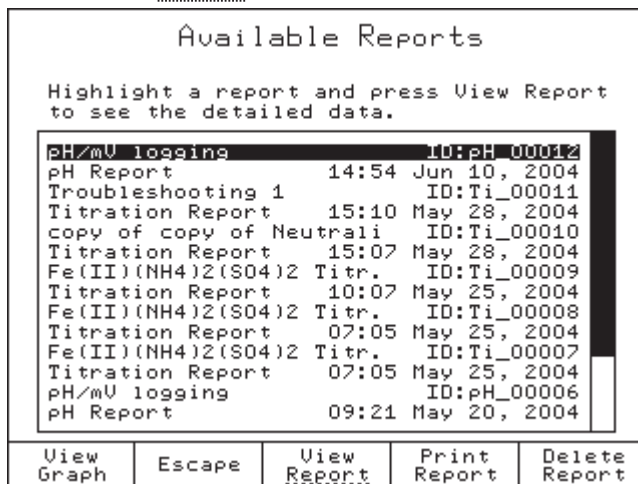 Available Reports
Highlight a report and press View Report
to see the detailed data.
pH/mV logging ID:pH_00012
pH Report 14:54 Jun 10, 2004
Troubleshooting 1 ID:Ti_00011
Titration Report 15:10 May 28, 2004
copy of copy of Neutrali ID:Ti_00010
Titration Report 15:07 May 28, 2004
Fe(II)(NH4)2(SO4)2 Titr. ID:Ti_00009
Titration Report 10:07 May 25, 2004
Fe(II)(NH4)2(SO4)2 Titr. ID:Ti_00008
Titration Report 07:05 May 25, 2004
Fe(II)(NH4)2(SO4)2 Titr. ID:Ti_00007
Titration Report 07:05 May 25, 2004
pH/mV logging ID:pH_00006
pH Report 09:21 May 20, 2004
View Graph
Escape
View Report
Print Report
Delete Report